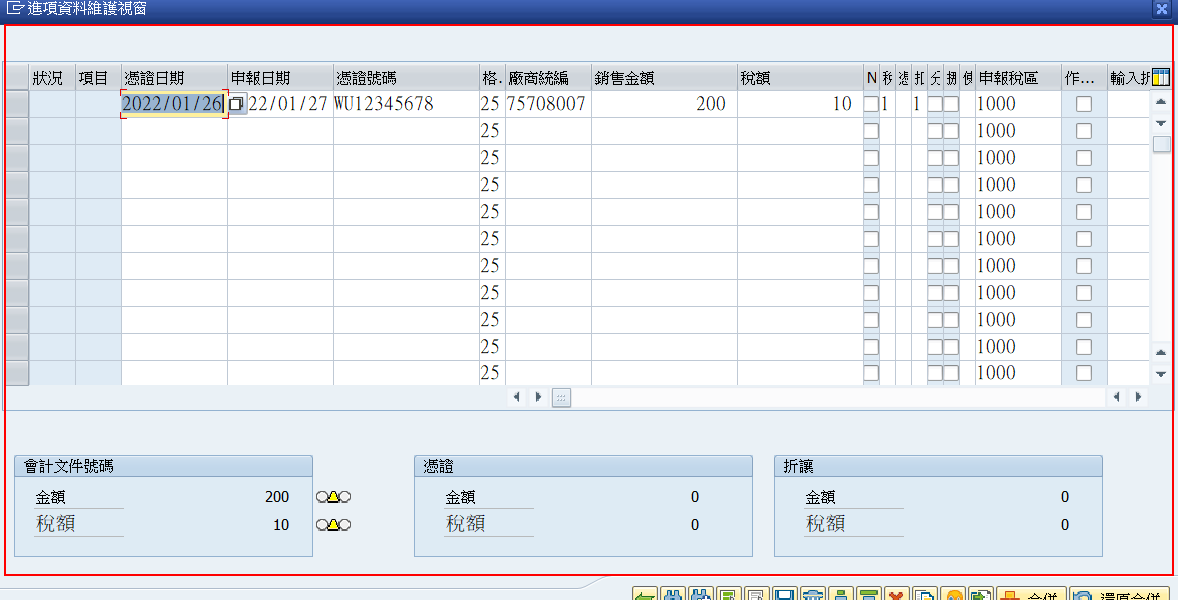 進項資料維護視窗
狀況 項目 憑證日期 申報日期 憑證號碼 格. 廠商統編 銷售金額 稅額 N 稅 憑 扣 分 捆 使 申報稅區 作... 輸入折
2022/01/26 22/01/27 WU12345678 25 75708007 200 10 1 1 1000
25 1000
25 1000
25 1000
25 1000
25 1000
25 1000
25 1000
25 1000
25 1000
25 1000
會計文件號碼 憑證 折讓
金額 200 金額 0 金額 0
稅額 10 稅額 0 稅額 0
合併 還原合併